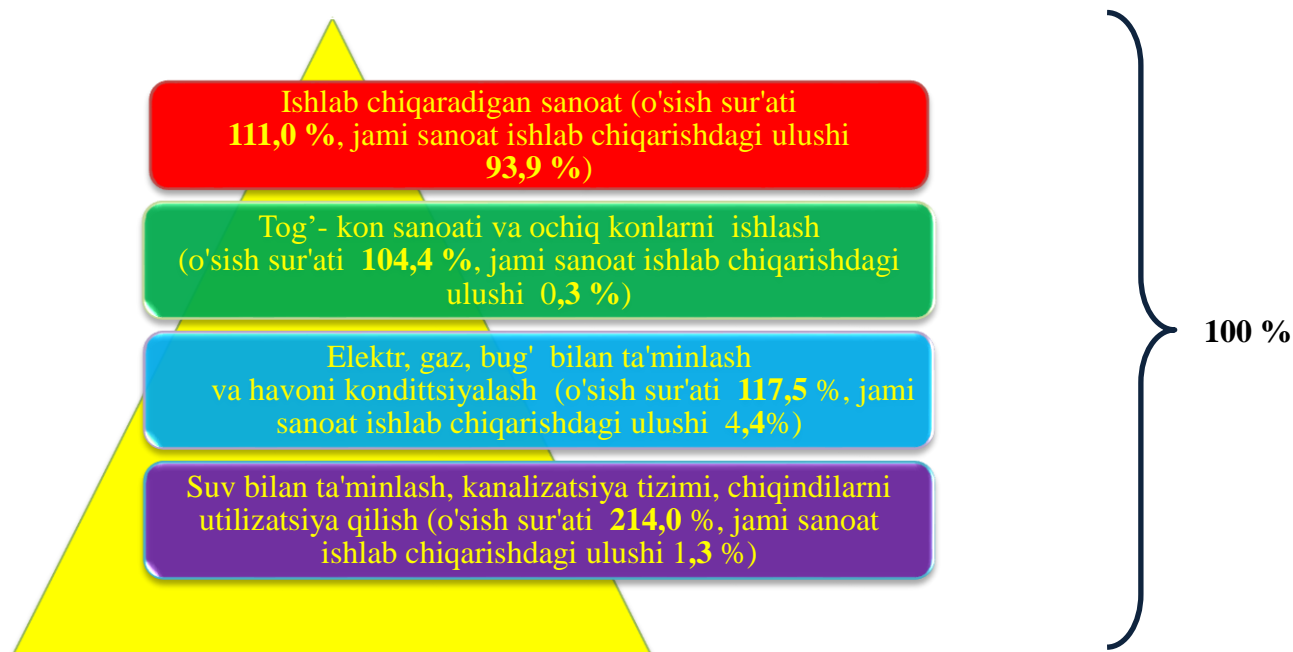 Ishlab chiqaradigan sanoat (o'sish sur'ati
111,0 %, jami sanoat ishlab chiqarishdagi ulushi
93,9 %)
Tog’- kon sanoati va ochiq konlarni ishlash
(o'sish sur'ati 104,4 %, jami sanoat ishlab chiqarishdagi
ulushi 0,3 %)
Elektr, gaz, bug' bilan ta'minlash
va havoni kondittsiyalash (o'sish sur'ati 117,5 %, jami
sanoat ishlab chiqarishdagi ulushi 4,4%)
Suv bilan ta'minlash, kanalizatsiya tizimi, chiqindilarni
utilizatsiya qilish (o'sish sur'ati 214,0 %, jami sanoat
ishlab chiqarishdagi ulushi 1,3 %)
100 %